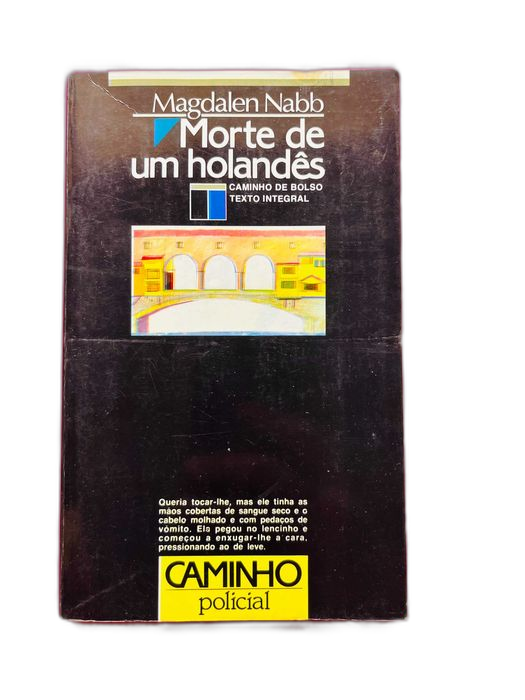 Magdalen Nabb
Morte de
um holandês
CAMINHO DE BOLSO
TEXTO INTEGRAL
Queria tocar-lhe, mas ele tinha as
mãos cobertas de sangue seco e o
cabelo molhado e com pedaços de
vómito. Ela pegou no lencinho e
começou a enxugar-lhe a cara,
pressionando ao de leve.
CAMINHO
policial